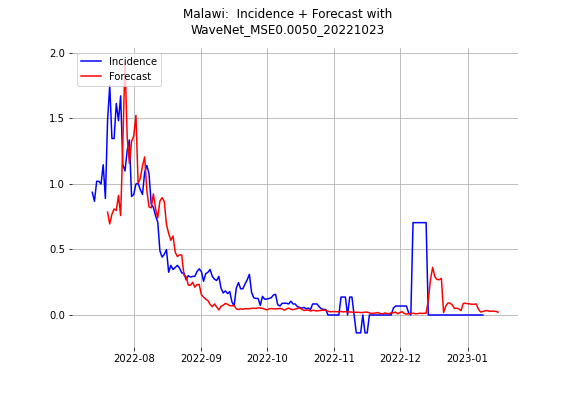 Malawi:  Incidence + Forecast with
WaveNet_MSE0.0050_20221023
2.0
1.5
1.0
0.5
0.0
Incidence
Forecast
2022-08
2022-09
2022-10
2022-11
2022-12
2023-01